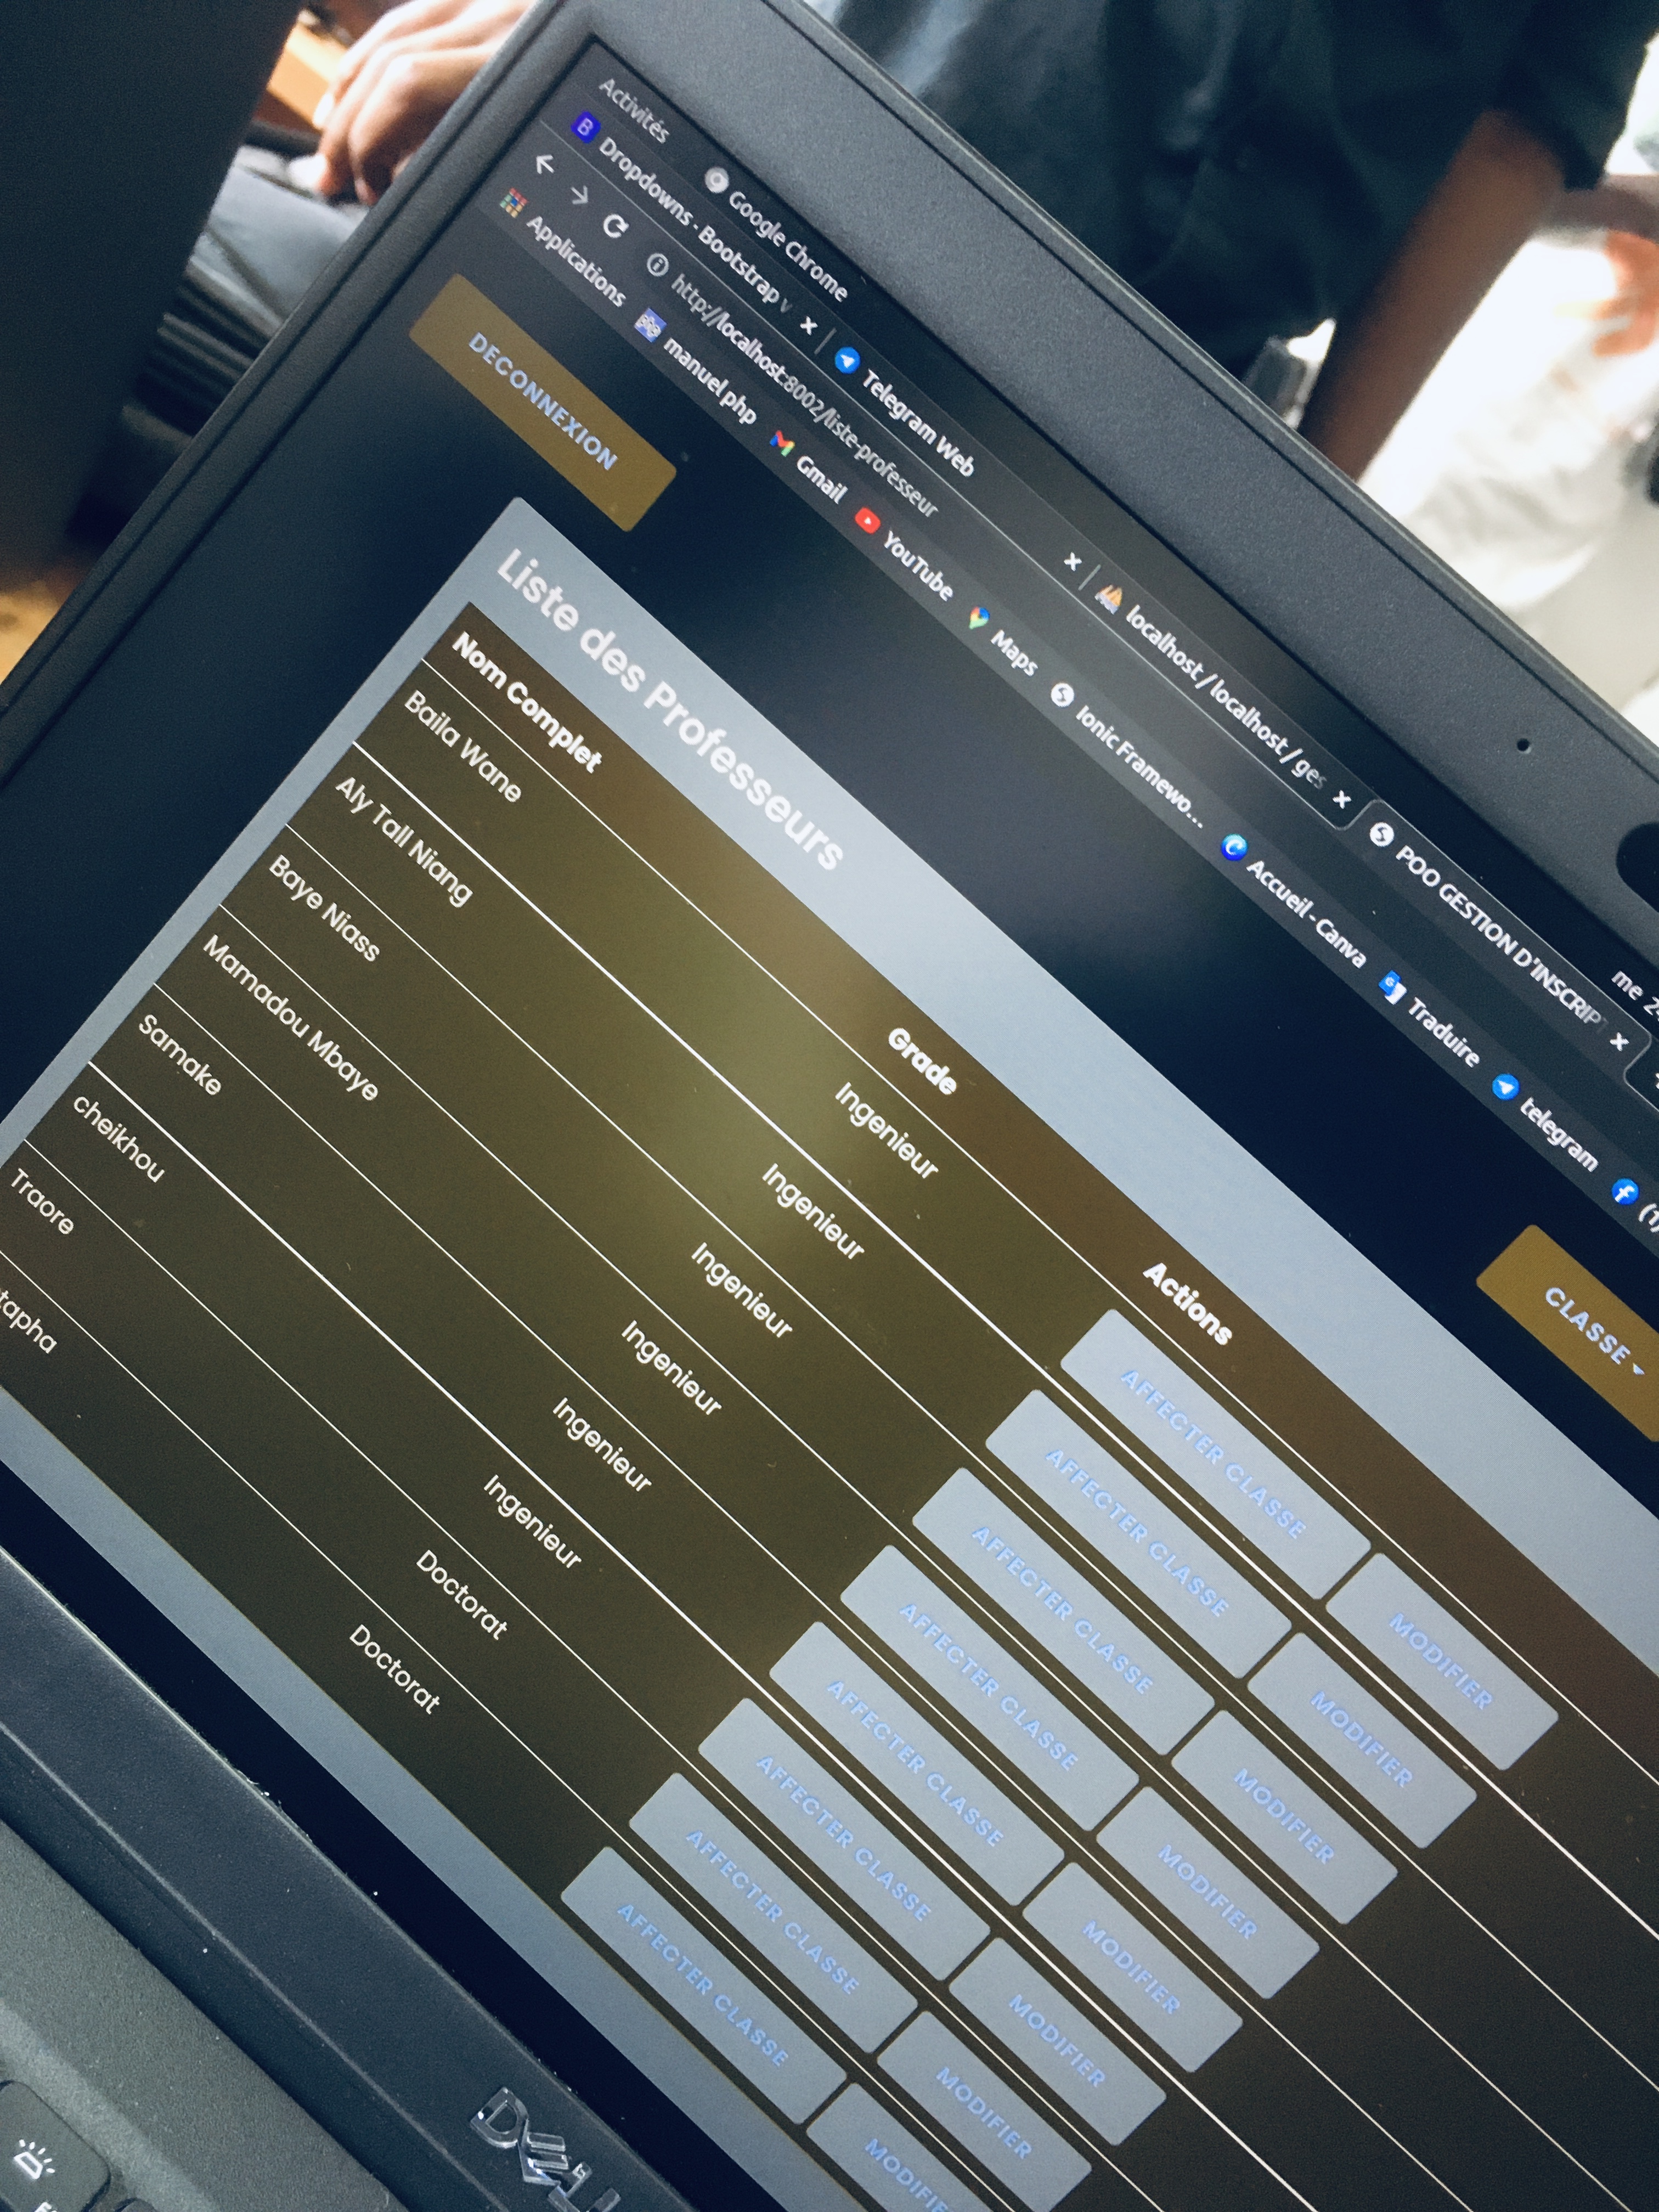 Activités
Google Chrome
me 2
Dropdowns - Bootstrap v
Telegram Web
localhost / localhost / ges
POO GESTION D'INSCRIP
http://localhost:8002/liste-professeur
Applications
manuel php
Gmail
YouTube
Maps
Ionic Framewo...
Accueil - Canva
Traduire
telegram
DECONNEXION
CLASSE
Liste des Professeurs
Nom Complet Grade Actions
Baila Wane Ingenieur AFFECTER CLASSE MODIFIER
Aly Tall Niang Ingenieur AFFECTER CLASSE MODIFIER
Baye Niass Ingenieur AFFECTER CLASSE MODIFIER
Mamadou Mbaye Ingenieur AFFECTER CLASSE MODIFIER
Samake Ingenieur AFFECTER CLASSE MODIFIER
cheikhou Ingenieur AFFECTER CLASSE MODIFIER
Traore Doctorat AFFECTER CLASSE MODIFIER
tapha Doctorat AFFECTER CLASSE MODIFIE
DELL